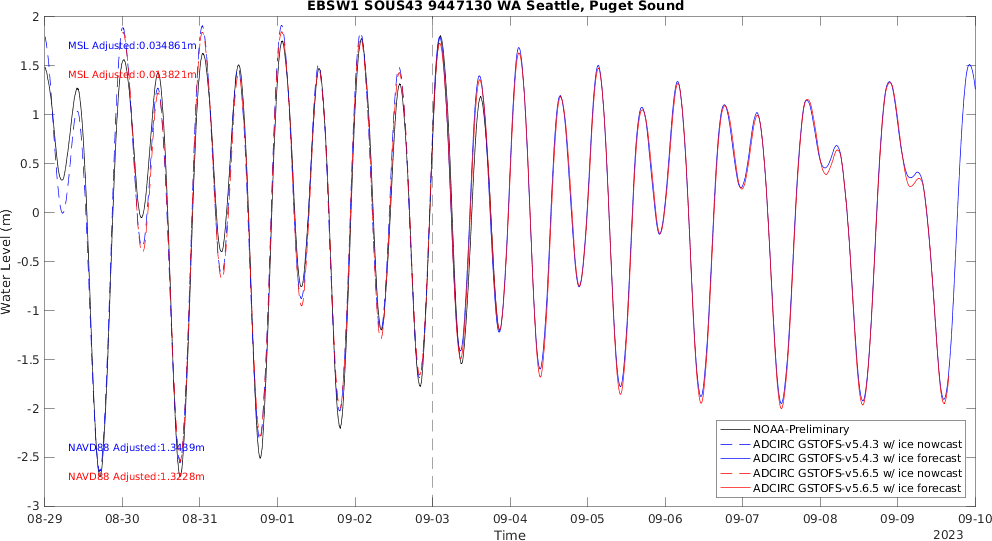 EBSW1 SOUS43 9447130 WA Seattle, Puget Sound
2
1.5
1
0.5
0
-0.5
-1
-1.5
-2
-2.5
-3
Water Level (m)
MSL Adjusted:0.034861m
MSL Adjusted:0.013821m
NAVD88 Adjusted:1.3439m
NAVD88 Adjusted:1.3228m
NOAA-Preliminary
ADCIRC GSTOFS-v5.4.3 w/ ice nowcast
ADCIRC GSTOFS-v5.4.3 w/ ice forecast
ADCIRC GSTOFS-v5.6.5 w/ ice nowcast
ADCIRC GSTOFS-v5.6.5 w/ ice forecast
08-29 08-30 08-31 09-01 09-02 09-03 09-04 09-05 09-06 09-07 09-08 09-09 09-10
Time
2023